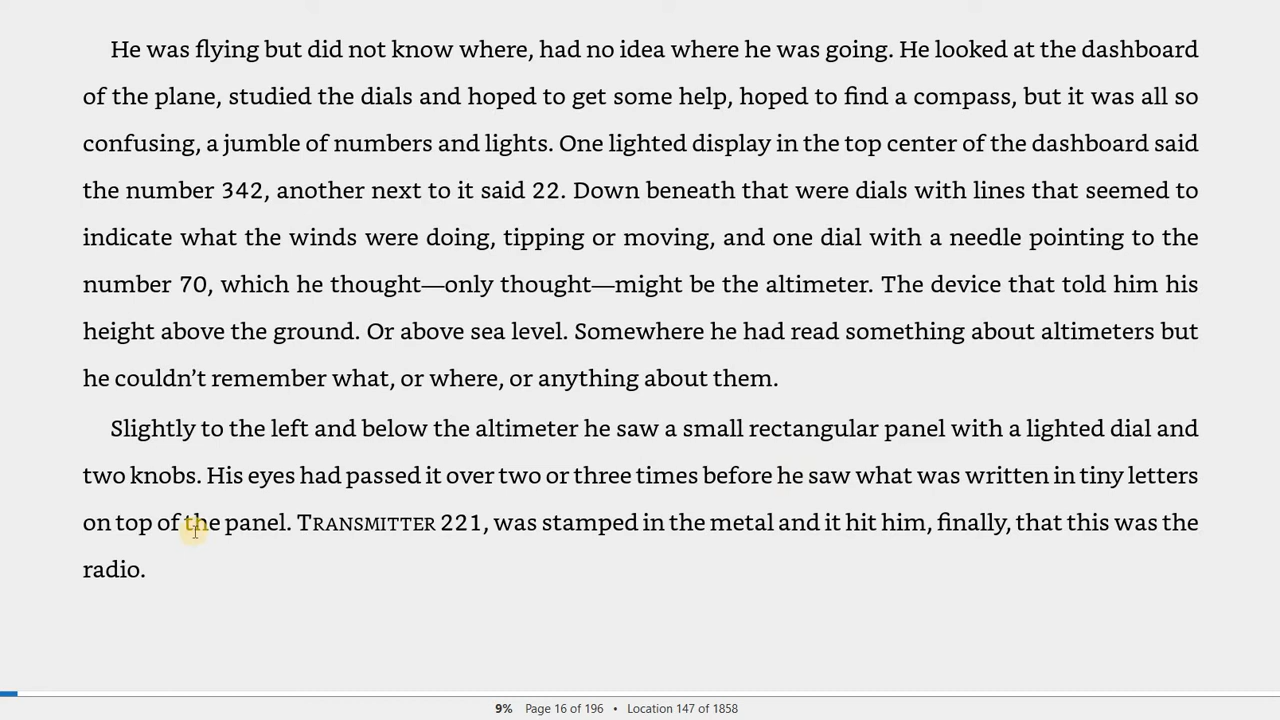 He was flying but did not know where, had no idea where he was going. He looked at the dashboard
of the plane, studied the dials and hoped to get some help, hoped to find a compass, but it was all so
confusing, a jumble of numbers and lights. One lighted display in the top center of the dashboard said
the number 342, another next to it said 22. Down beneath that were dials with lines that seemed to
indicate what the winds were doing, tipping or moving, and one dial with a needle pointing to the
number 70, which he thought—only thought—might be the altimeter. The device that told him his
height above the ground. Or above sea level. Somewhere he had read something about altimeters but
he couldn’t remember what, or where, or anything about them.
Slightly to the left and below the altimeter he saw a small rectangular panel with a lighted dial and
two knobs. His eyes had passed it over two or three times before he saw what was written in tiny letters
on top of the panel. TRANSMITTER 221, was stamped in the metal and it hit him, finally, that this was the
radio.
9% Page 16 of 196 • Location 147 of 1858